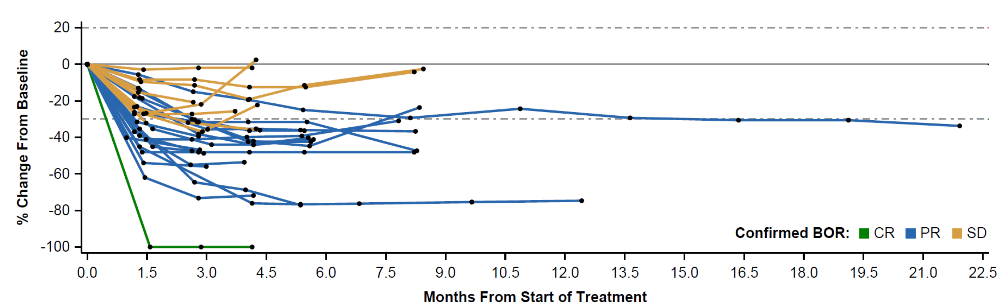 % Change From Baseline
20
0
-20
-40
-60
-80
-100
Confirmed BOR: CR PR SD
0.0 1.5 3.0 4.5 6.0 7.5 9.0 10.5 12.0 13.5 15.0 16.5 18.0 19.5 21.0 22.5
Months From Start of Treatment